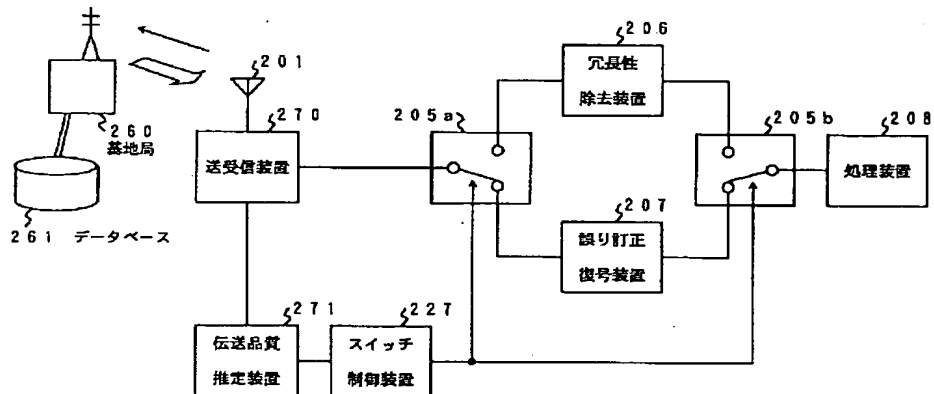 206
冗長性
除去装置
201
270
205a
205b
208
260
基地局
送受信装置
処理装置
207
261 データベース
誤り訂正
復号装置
271
227
伝送品質
推定装置
スイッチ
制御装置